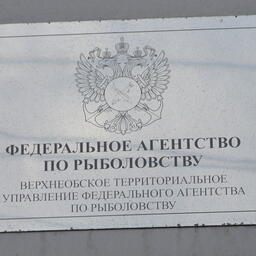 ФЕДЕРАЛЬНОЕ АГЕНТСТВО
ПО РЫБОЛОВСТВУ
ВЕРХНЕОБСКОЕ ТЕРРИТОРИАЛЬНОЕ
УПРАВЛЕНИЕ ФЕДЕРАЛЬНОГО АГЕНТСТВА
ПО РЫБОЛОВСТВУ